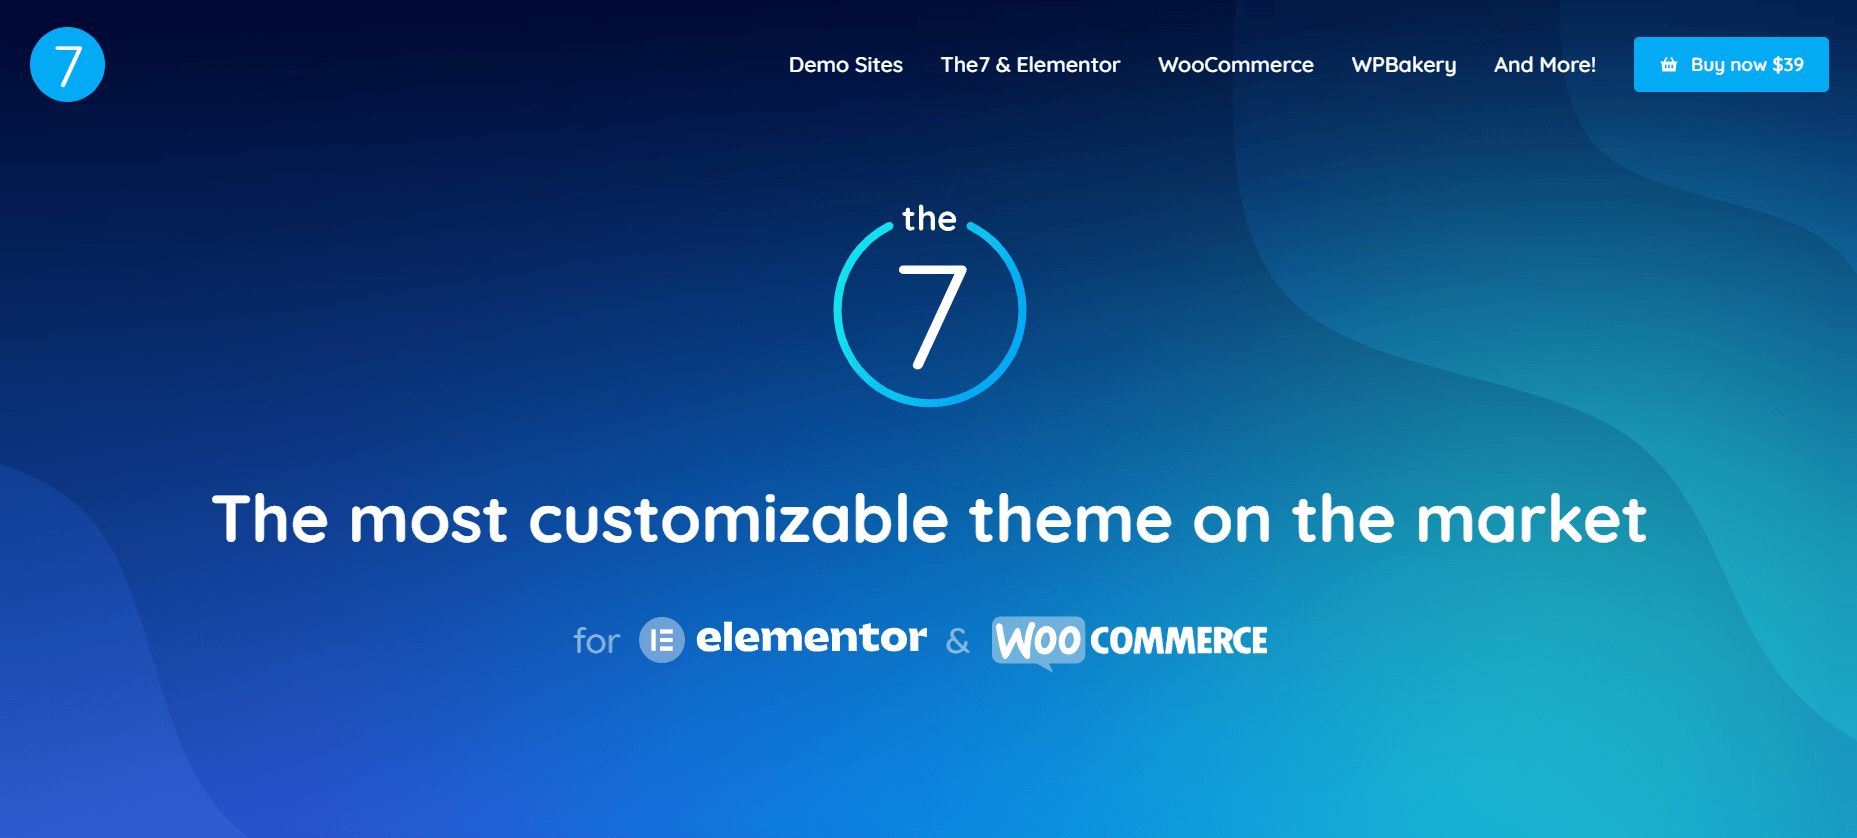 7
Demo Sites The7 & Elementor WooCommerce WPBakery And More! Buy now $39
the
7
The most customizable theme on the market
for elementor & WOO COMMERCE